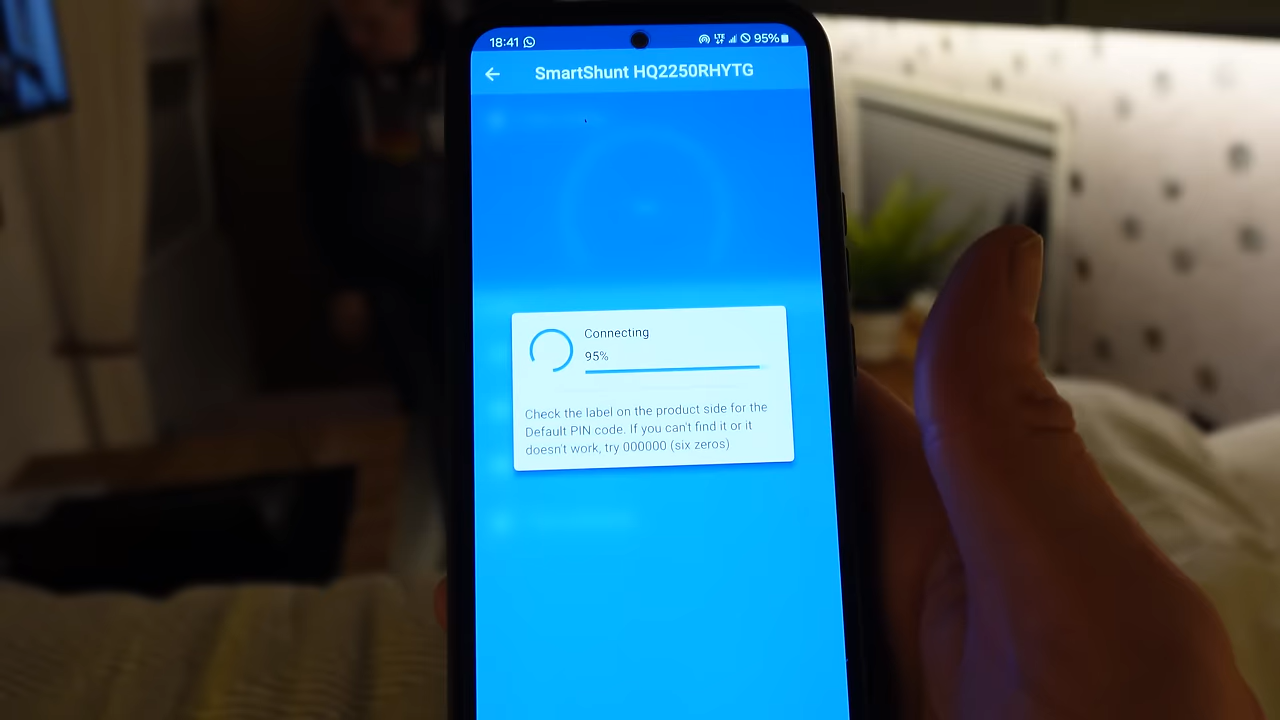 18:41 LTE 95%
SmartShunt HQ2250RHYTG
Connecting
95%
Check the label on the product side for the
Default PIN code. If you can't find it or it
doesn't work, try 000000 (six zeros)